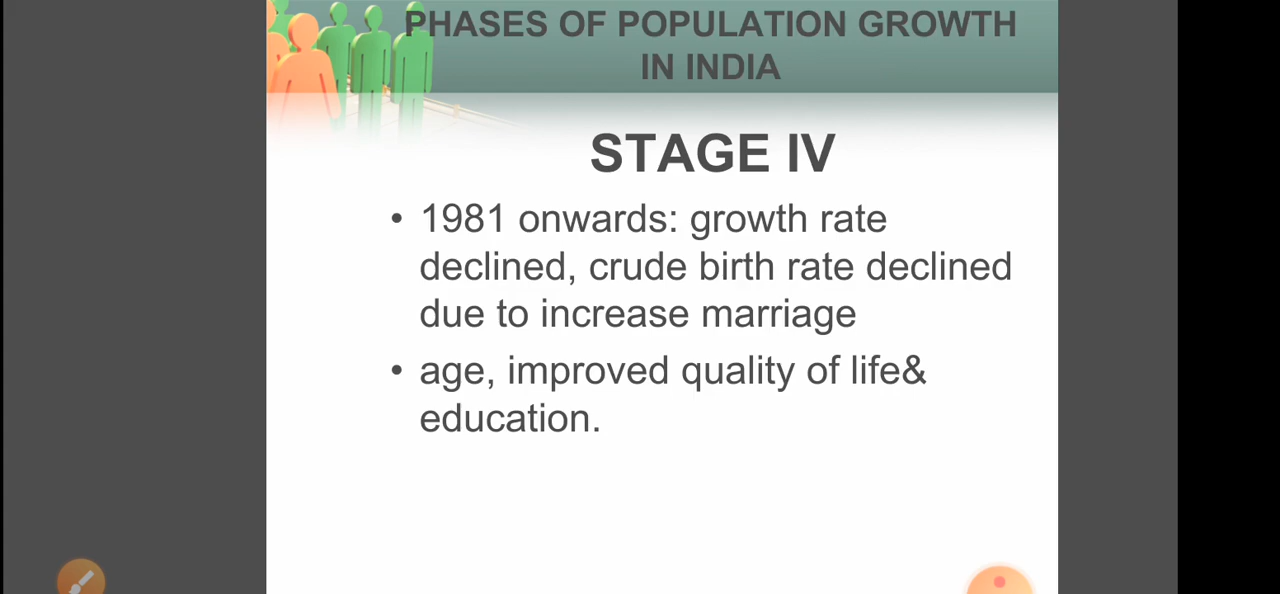 PHASES OF POPULATION GROWTH
IN INDIA
STAGE IV
• 1981 onwards: growth rate
declined, crude birth rate declined
due to increase marriage
• age, improved quality of life&
education.